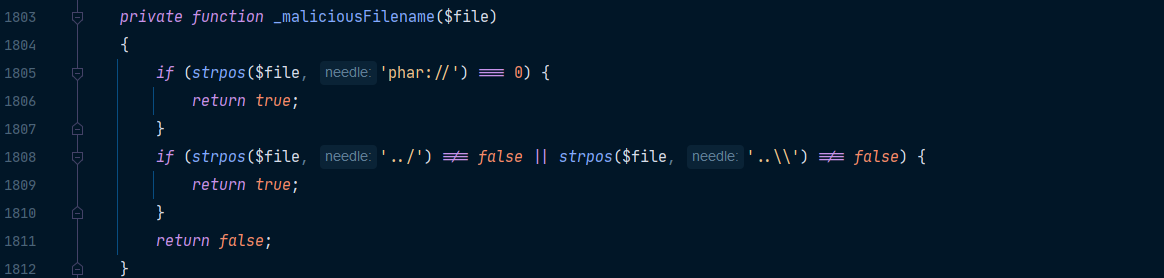 1803 private function _maliciousFilename($file)
1804 {
1805 if (strpos($file, needle: 'phar://') === 0) {
1806 return true;
1807 }
1808 if (strpos($file, needle: '../') !== false || strpos($file, needle: '..\\') !== false) {
1809 return true;
1810 }
1811 return false;
1812 }